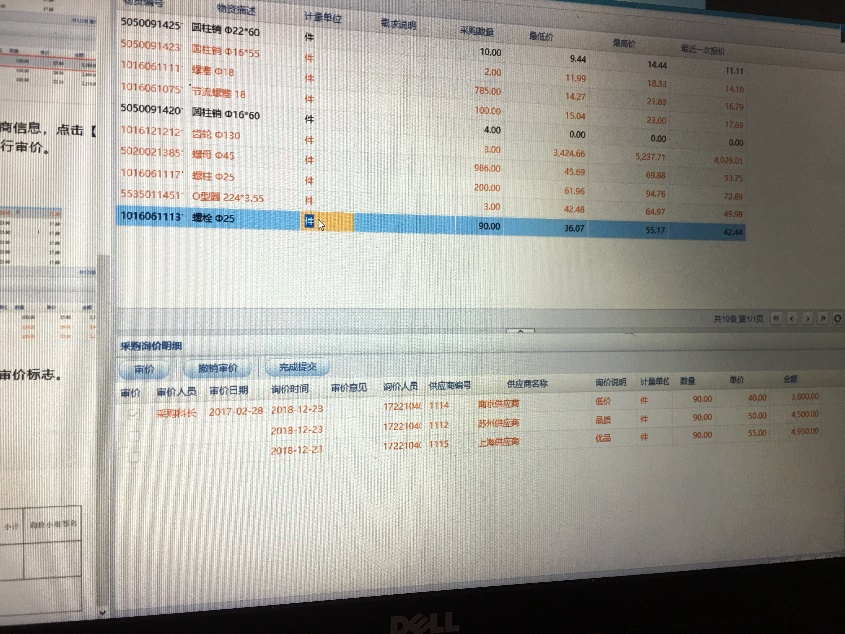 物资描述 计量单位 需求说明 采购数量 最低价 最高价 最近一次报价
5050091425 圆柱销 Φ22*60 件 10.00 9.44 14.44 11.11
5050091423 圆柱销 Φ16*55 件 2.00 11.99 18.33 14.10
1016061111 螺塞 Φ18 件 785.00 14.27 21.83 16.79
1016061075 节流螺塞 18 件 100.00 15.04 23.00 17.69
5050091420 圆柱销 Φ16*60 件 4.00 0.00 0.00 0.00
1016121212 齿轮 Φ130 件 3.00 3,424.66 5,237.71 4,029.01
5020021385 螺母 Φ45 件 986.00 45.69 69.88 53.75
1016061117 螺柱 Φ25 件 200.00 61.96 94.76 72.89
5535011451 O型圈 224*3.55 件 3.00 42.48 64.97 49.98
1016061113 螺栓 Φ25 件 90.00 36.07 55.17 42.44
共10条 第1/1页
采购询价明细
审价 撤销审价 完成提交
审价 审价人员 审价日期 询价时间 审价意见 询价人员 供应商编号 供应商名称 询价说明 计量单位 数量 单价 金额
采购科长 2017-02-28 2018-12-23 1722104 1114 南京供应商 低价 件 90.00 40.00 3,600.00
2018-12-23 1722104 1112 苏州供应商 品质 件 90.00 50.00 4,500.00
2018-12-23 1722104 1115 上海供应商 优品 件 90.00 55.00 4,950.00
商信息，点击【
行审价。
审价标志。
小计 询价小组签名
DELL